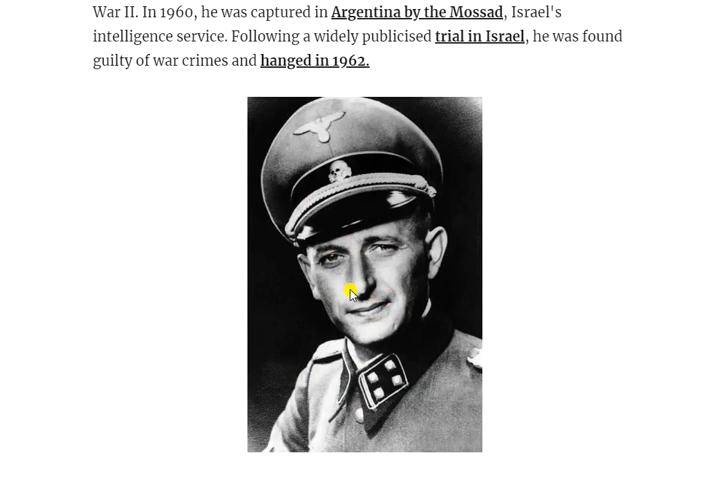 War II. In 1960, he was captured in Argentina by the Mossad, Israel's
intelligence service. Following a widely publicised trial in Israel, he was found
guilty of war crimes and hanged in 1962.